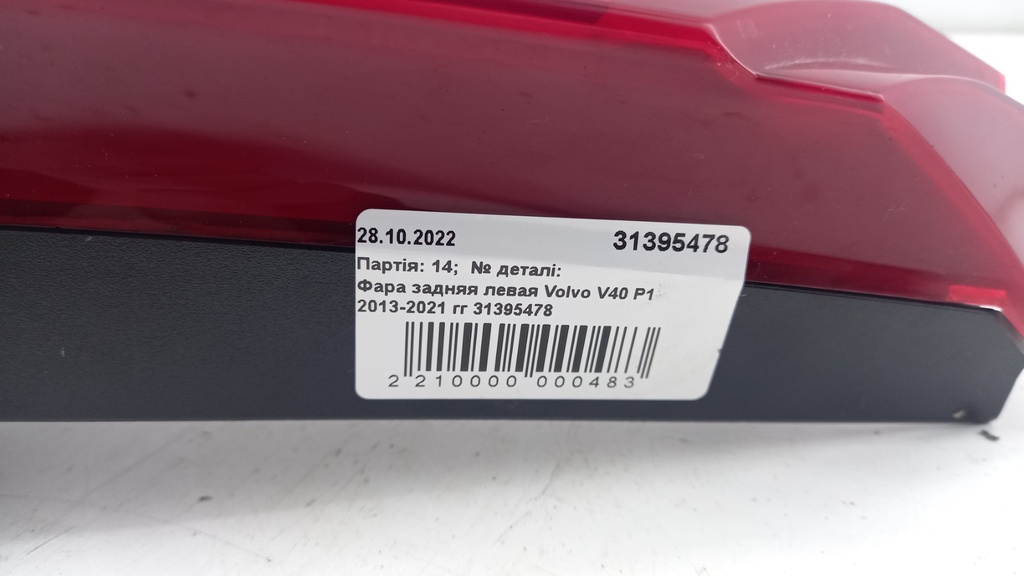 28.10.2022 31395478
Партія: 14; № деталі:
Фара задняя левая Volvo V40 P1
2013-2021 гг 31395478
2 210000 000483